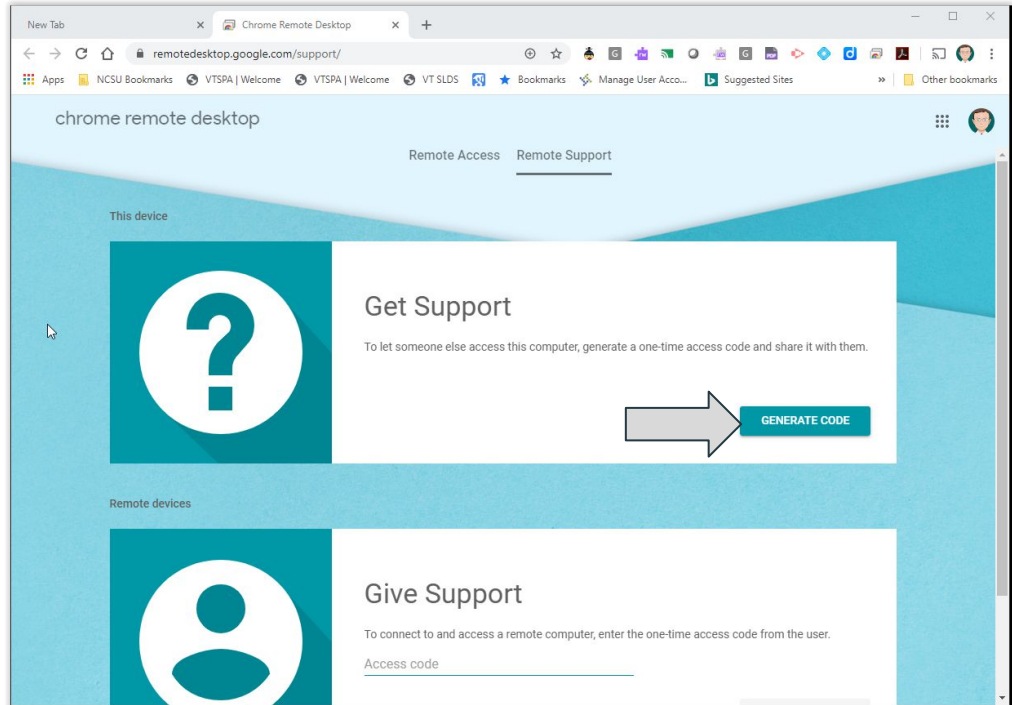 New Tab
Chrome Remote Desktop
remotedesktop.google.com/support/
Apps NCSU Bookmarks VTSPA | Welcome VTSPA | Welcome VT SLDS Bookmarks Manage User Acco... Suggested Sites » Other bookmarks
chrome remote desktop
Remote Access Remote Support
This device
Get Support
To let someone else access this computer, generate a one-time access code and share it with them.
GENERATE CODE
Remote devices
Give Support
To connect to and access a remote computer, enter the one-time access code from the user.
Access code